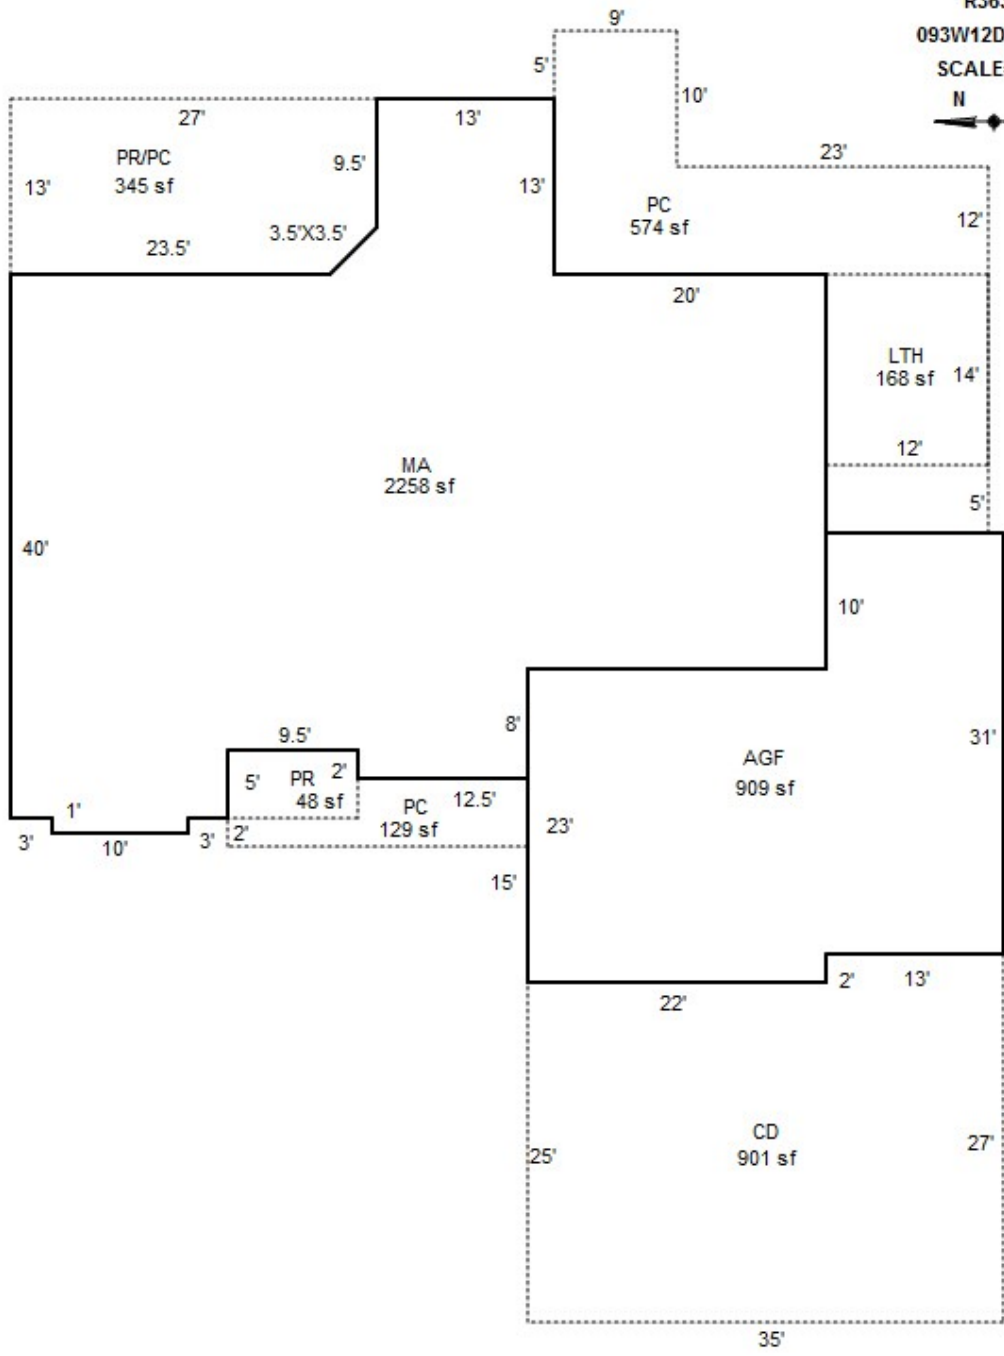 9'
093W12D
5'
SCALE
10'
N
27'
13'
23'
PR/PC
345 sf
9.5'
13'
13'
PC
574 sf
12'
3.5'X3.5'
23.5'
20'
LTH
168 sf
14'
12'
MA
2258 sf
5'
40'
10'
8'
9.5'
31'
AGF
909 sf
5'
PR
2'
48 sf
12.5'
PC
129 sf
1'
23'
3'
10'
3'
2'
15'
2'
13'
22'
CD
901 sf
25'
27'
35'